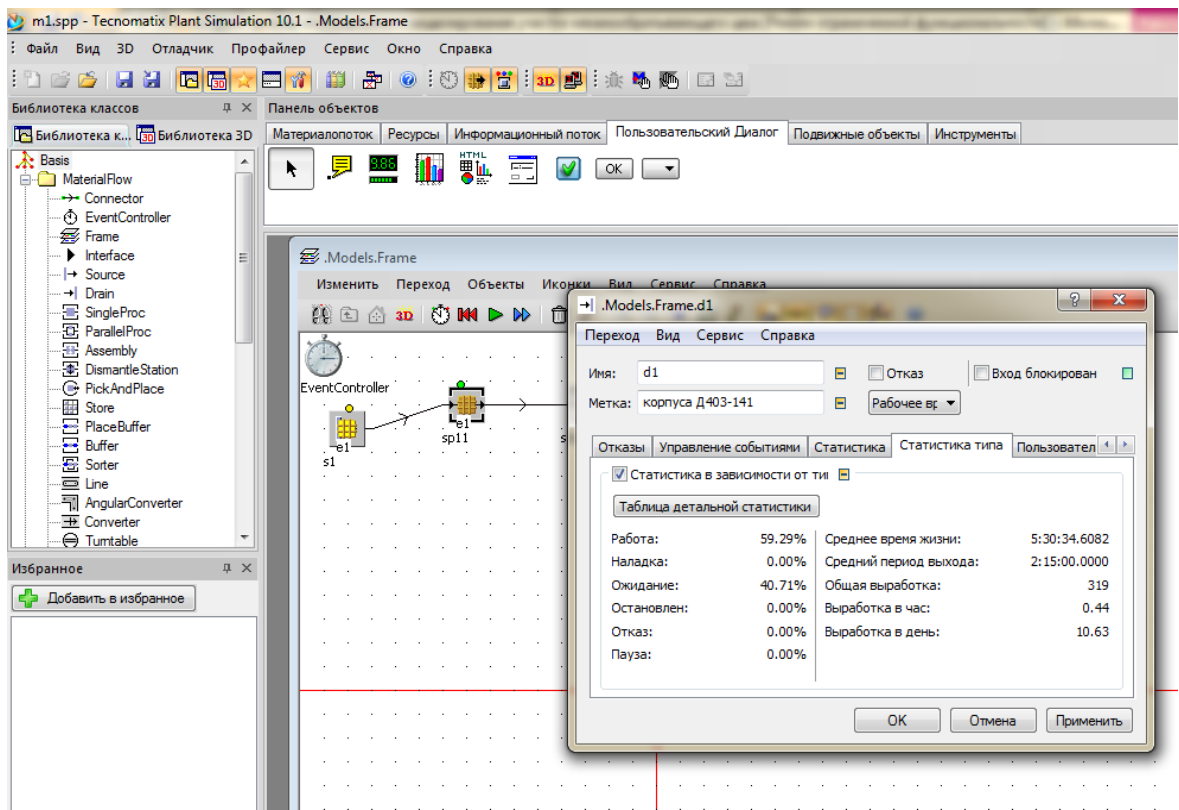 m1.spp - Tecnomatix Plant Simulation 10.1 - .Models.Frame
Файл Вид 3D Отладчик Профайлер Сервис Окно Справка
Библиотека классов
Панель объектов
Библиотека к... Библиотека 3D
Материалопоток Ресурсы Информационный поток Пользовательский Диалог Подвижные объекты Инструменты
9.86
HTML
OK
Basis
MaterialFlow
Connector
EventController
Frame
Interface
Source
Drain
SingleProc
ParallelProc
Assembly
DismantleStation
PickAndPlace
Store
PlaceBuffer
Buffer
Sorter
Line
AngularConverter
Converter
Turntable
Избранное
Добавить в избранное
.Models.Frame
Изменить Переход Объекты Иконки Вид Сервис Справка
3D
EventController
e1
s1
e1
sp11
s
.Models.Frame.d1
Переход Вид Сервис Справка
Имя: d1 Отказ Вход блокирован
Метка: корпуса Д403-141 Рабочее вр
Отказы Управление событиями Статистика Статистика типа Пользовател
Статистика в зависимости от ти
Таблица детальной статистики
Работа: 59.29% Среднее время жизни: 5:30:34.6082
Наладка: 0.00% Средний период выхода: 2:15:00.0000
Ожидание: 40.71% Общая выработка: 319
Остановлен: 0.00% Выработка в час: 0.44
Отказ: 0.00% Выработка в день: 10.63
Пауза: 0.00%
OK Отмена Применить